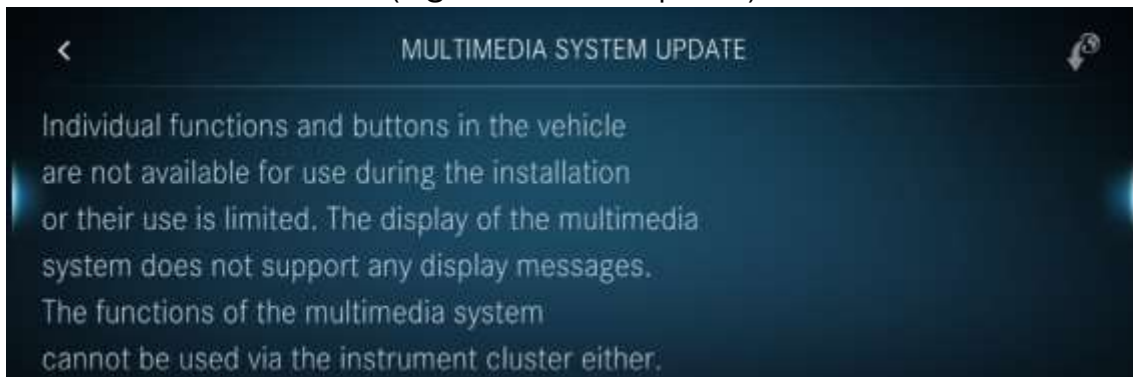 MULTIMEDIA SYSTEM UPDATE
Individual functions and buttons in the vehicle
are not available for use during the installation
or their use is limited. The display of the multimedia
system does not support any display messages.
The functions of the multimedia system
cannot be used via the instrument cluster either.